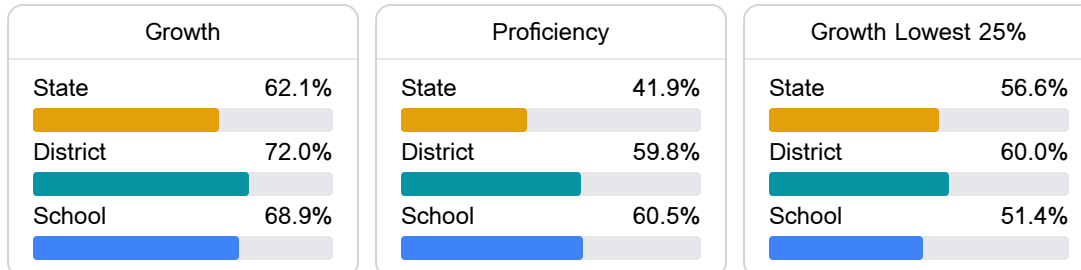 Growth
State 62.1%
District 72.0%
School 68.9%
Proficiency
State 41.9%
District 59.8%
School 60.5%
Growth Lowest 25%
State 56.6%
District 60.0%
School 51.4%